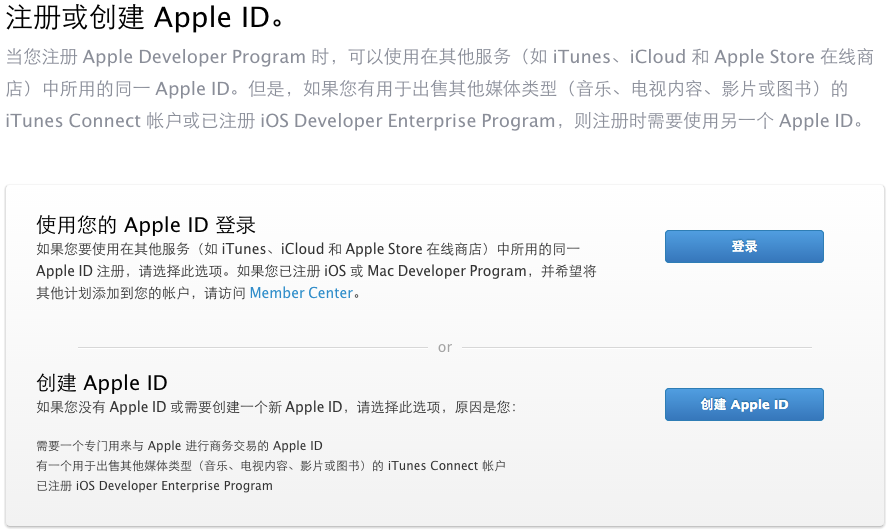 注册或创建 Apple ID。
当您注册 Apple Developer Program 时，可以使用在其他服务（如 iTunes、iCloud 和 Apple Store 在线商
店）中所用的同一 Apple ID。但是，如果您有用于出售其他媒体类型（音乐、电视内容、影片或图书）的
iTunes Connect 帐户或已注册 iOS Developer Enterprise Program，则注册时需要使用另一个 Apple ID。
使用您的 Apple ID 登录
如果您要使用在其他服务（如 iTunes、iCloud 和 Apple Store 在线商店）中所用的同一
Apple ID 注册，请选择此选项。如果您已注册 iOS 或 Mac Developer Program，并希望将
其他计划添加到您的帐户，请访问 Member Center。
登录
or
创建 Apple ID
如果您没有 Apple ID 或需要创建一个新 Apple ID，请选择此选项，原因是您：
创建 Apple ID
需要一个专门用来与 Apple 进行商务交易的 Apple ID
有一个用于出售其他媒体类型（音乐、电视内容、影片或图书）的 iTunes Connect 帐户
已注册 iOS Developer Enterprise Program